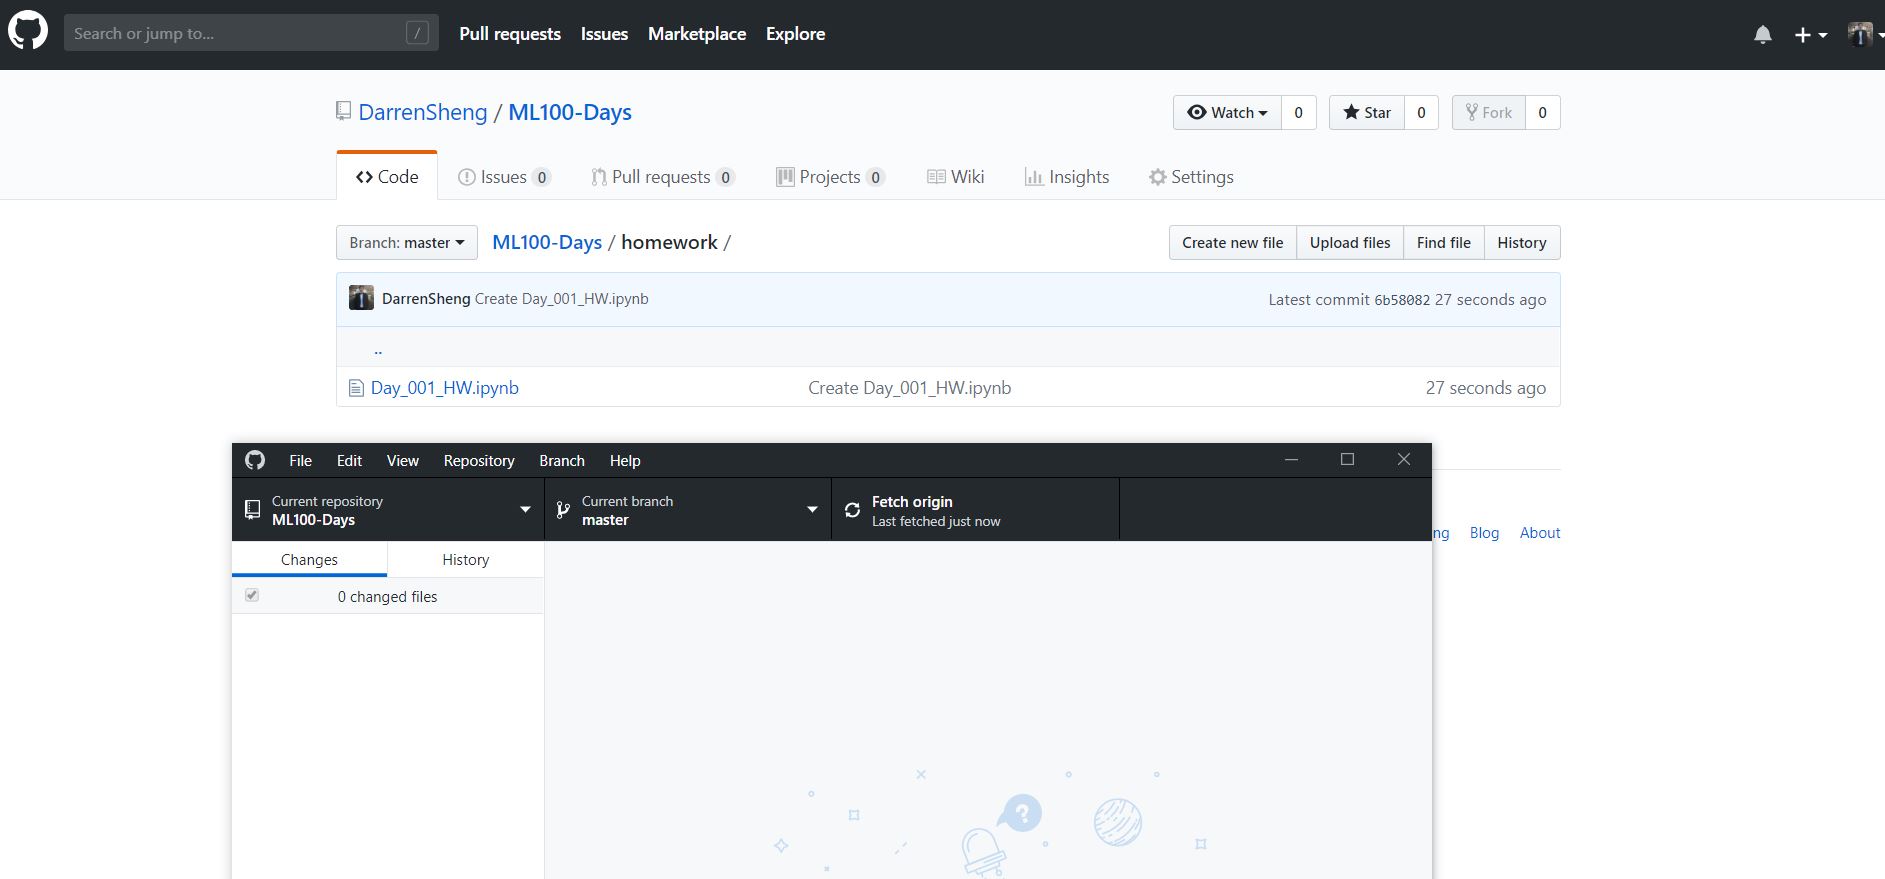 Search or jump to... / Pull requests Issues Marketplace Explore
DarrenSheng / ML100-Days Watch 0 Star 0 Fork 0
Code Issues 0 Pull requests 0 Projects 0 Wiki Insights Settings
Branch: master ML100-Days / homework / Create new file Upload files Find file History
DarrenSheng Create Day_001_HW.ipynb Latest commit 6b58082 27 seconds ago
..
Day_001_HW.ipynb Create Day_001_HW.ipynb 27 seconds ago
File Edit View Repository Branch Help
Current repository
ML100-Days
Current branch
master
Fetch origin
Last fetched just now
ng Blog About
Changes History
0 changed files
?